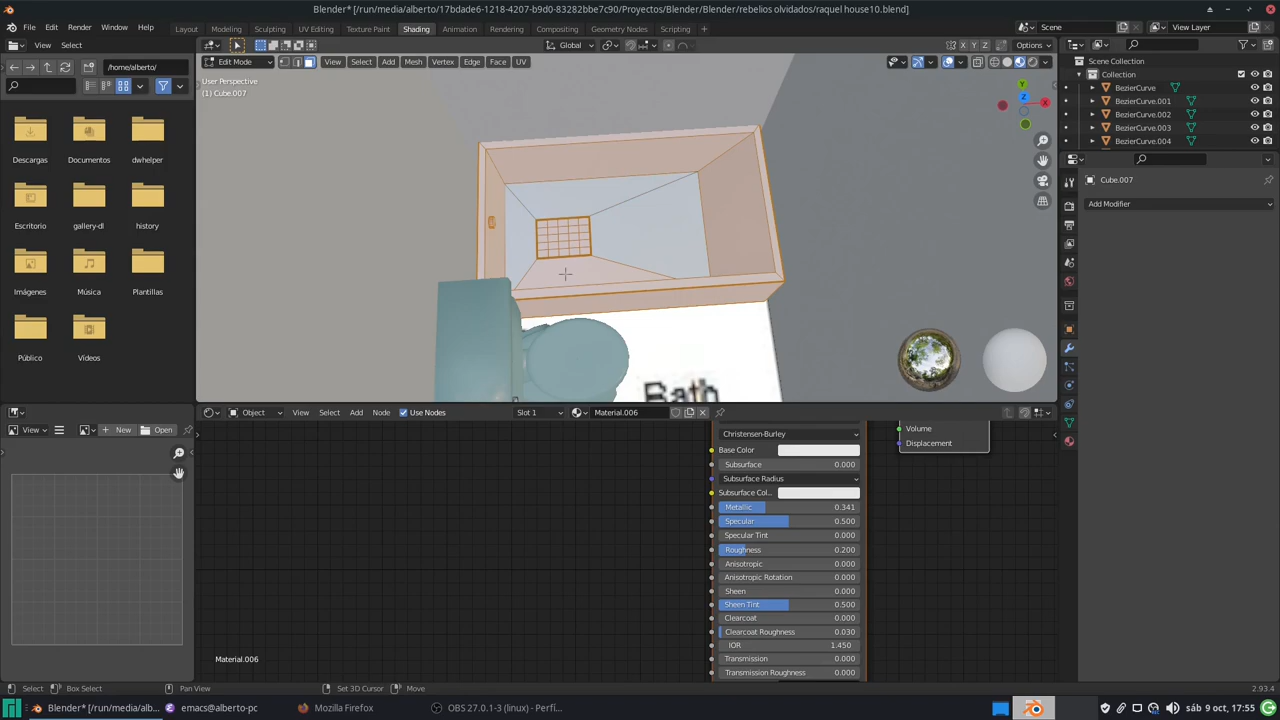 Blender* [/run/media/alberto/17bdade6-1218-4207-b9d0-83282bbe7c90/Proyectos/Blender/Blender/rebelios olvidados/raquel house10.blend]
File Edit Render Window Help Layout Modeling Sculpting UV Editing Texture Paint Shading Animation Rendering Compositing Geometry Nodes Scripting Scene View Layer
View Select Global Options
/home/alberto/ Edit Mode View Select Add Mesh Vertex Edge Face UV Scene Collection
User Perspective
(1) Cube.007
Collection
BezierCurve
BezierCurve.001
BezierCurve.002
BezierCurve.003
BezierCurve.004
Descargas Documentos dwhelper
Escritorio gallery-dl history
Imágenes Música Plantillas
Público Vídeos
X
Y
Z
Cube.007
Add Modifier
Bath
Object View Select Add Node Use Nodes Slot 1 Material.006
View New Open
Christensen-Burley
Base Color
Subsurface 0.000
Subsurface Radius
Subsurface Col..
Metallic 0.341
Specular 0.500
Specular Tint 0.000
Roughness 0.200
Anisotropic 0.000
Anisotropic Rotation 0.000
Sheen 0.000
Sheen Tint 0.500
Clearcoat 0.000
Clearcoat Roughness 0.030
IOR 1.450
Transmission 0.000
Transmission Roughness 0.000
Volume
Displacement
Material.006
Select Box Select Pan View Set 3D Cursor Move 2.93.4
Blender* [/run/media/alb... emacs@alberto-pc Mozilla Firefox OBS 27.0.1-3 (linux) - Perfí... sáb 9 oct, 17:55